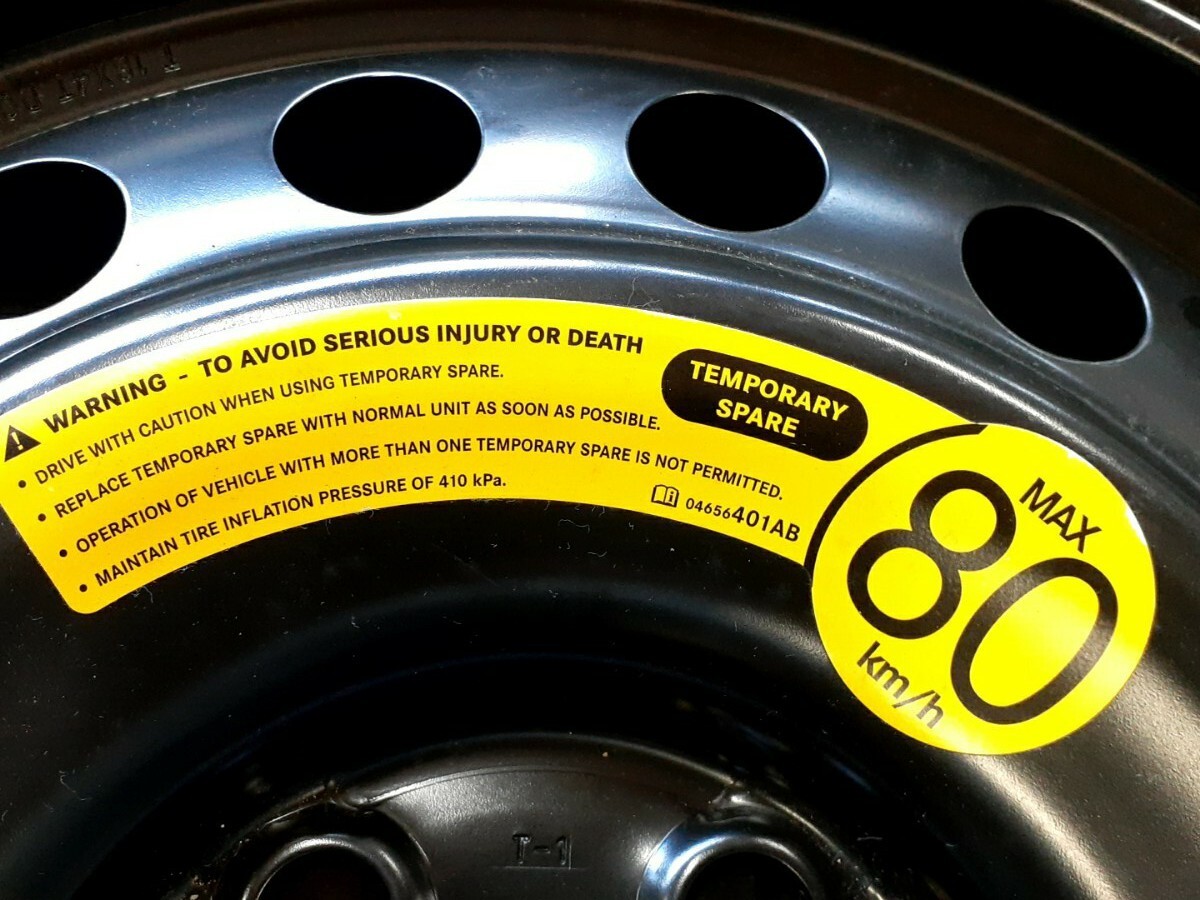 WARNING - TO AVOID SERIOUS INJURY OR DEATH
• DRIVE WITH CAUTION WHEN USING TEMPORARY SPARE.
• REPLACE TEMPORARY SPARE WITH NORMAL UNIT AS SOON AS POSSIBLE.
• OPERATION OF VEHICLE WITH MORE THAN ONE TEMPORARY SPARE IS NOT PERMITTED.
• MAINTAIN TIRE INFLATION PRESSURE OF 410 kPa.
04656401AB
TEMPORARY
SPARE
MAX
80
km/h
T-1